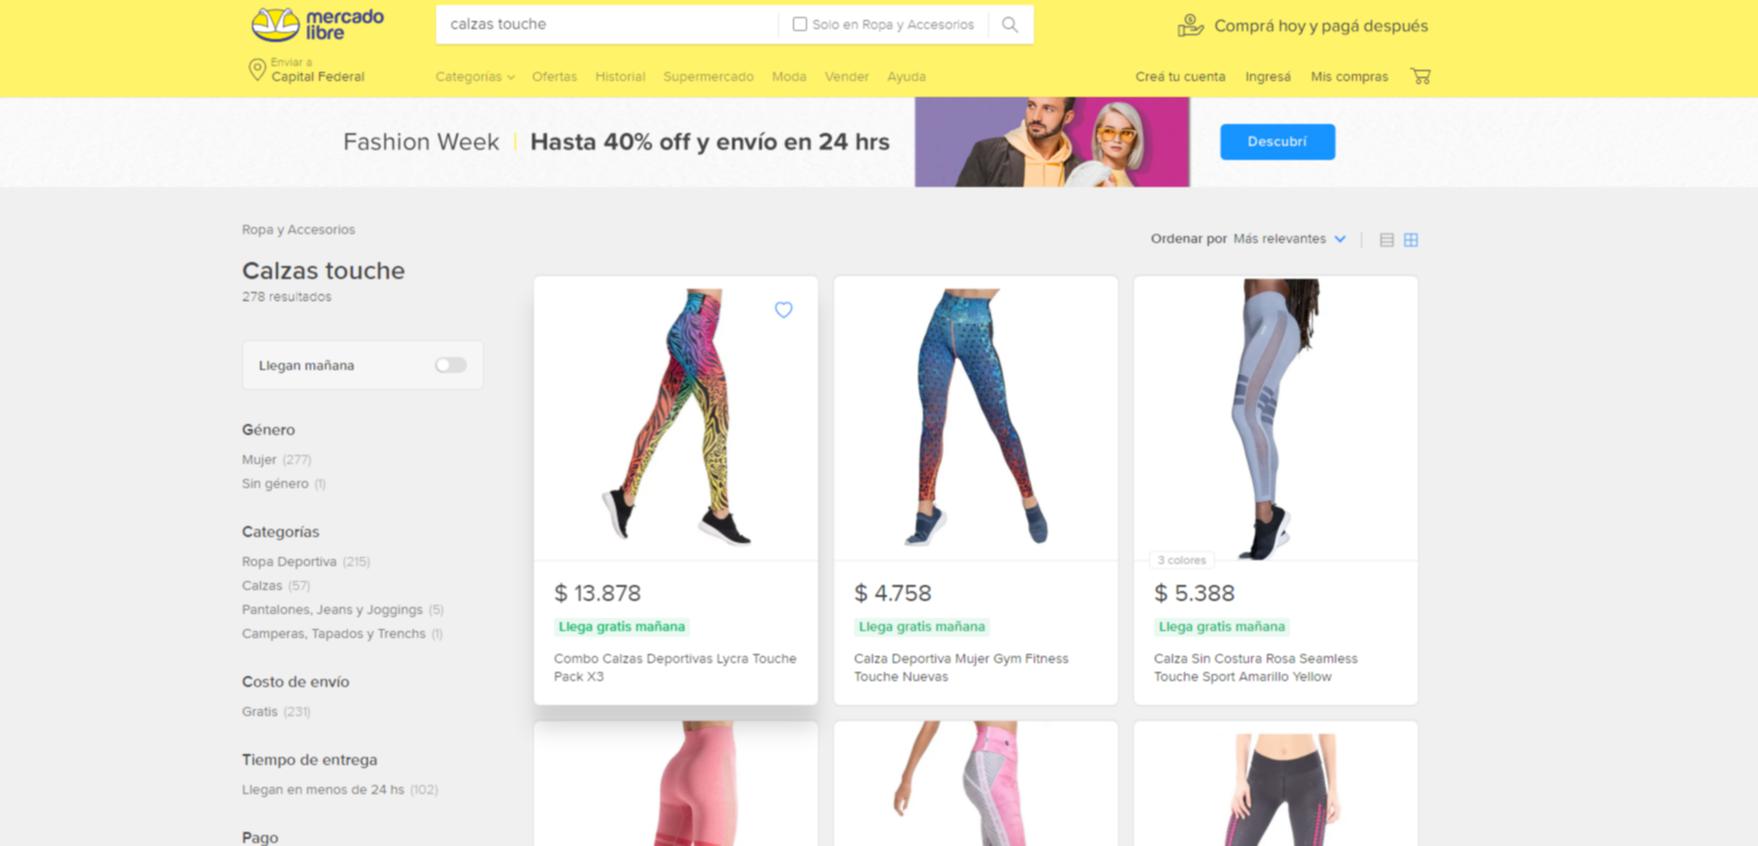 mercado
libre
calzas touche
Solo en Ropa y Accesorios
Comprá hoy y pagá después
Enviar a
Capital Federal
Categorías
Ofertas
Historial
Supermercado
Moda
Vender
Ayuda
Creá tu cuenta
Ingresá
Mis compras
Fashion Week
Hasta 40% off y envío en 24 hrs
Descubrí
Ropa y Accesorios
Ordenar por Más relevantes
Calzas touche
278 resultados
Llegan mañana
Género
Mujer (277)
Sin género (1)
Categorías
Ropa Deportiva (215)
Calzas (57)
Pantalones, Jeans y Joggings (5)
Camperas, Tapados y Trenchs (1)
Costo de envío
Gratis (231)
Tiempo de entrega
Llegan en menos de 24 hs (102)
Pago
$ 13.878
Llega gratis mañana
Combo Calzas Deportivas Lycra Touche
Pack X3
$ 4.758
Llega gratis mañana
Calza Deportiva Mujer Gym Fitness
Touche Nuevas
3 colores
$ 5.388
Llega gratis mañana
Calza Sin Costura Rosa Seamless
Touche Sport Amarillo Yellow